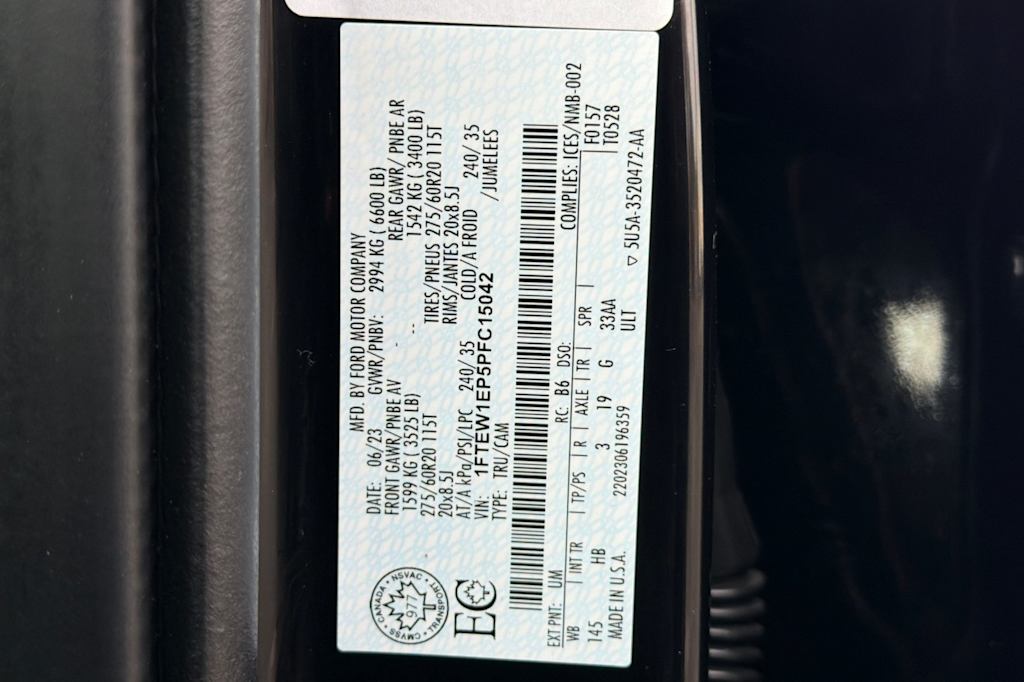 MFD. BY FORD MOTOR COMPANY
DATE: 06/23 GVWR/PNBV: 2994 KG ( 6600 LB)
FRONT GAWR/PNBE AV REAR GAWR/ PNBE AR
1599 KG ( 3525 LB) 1542 KG ( 3400 LB)
275/60R20 115T TIRES/PNEUS 275/60R20 115T
20x8.5J RIMS/JANTES 20x8.5J
AT/A kPa/PSI/LPC 240/35 COLD/A FROID 240/35
VIN: 1FTEW1EP5PFC15042 /JUMELEES
TYPE: TRU/CAM
CMVSS • CANADA • NSVAC • TRANSPORT •
977
EC
EXT PNT: UM RC: B6 DSO: COMPLIES: ICES/NMB-002
WB | INT TR | TP/PS | R | AXLE | TR | SPR | F0157
145 HB 3 19 G 33AA T0528
ULT
MADE IN U.S.A. 2202306196359 ▽ 5U5A-3520472-AA